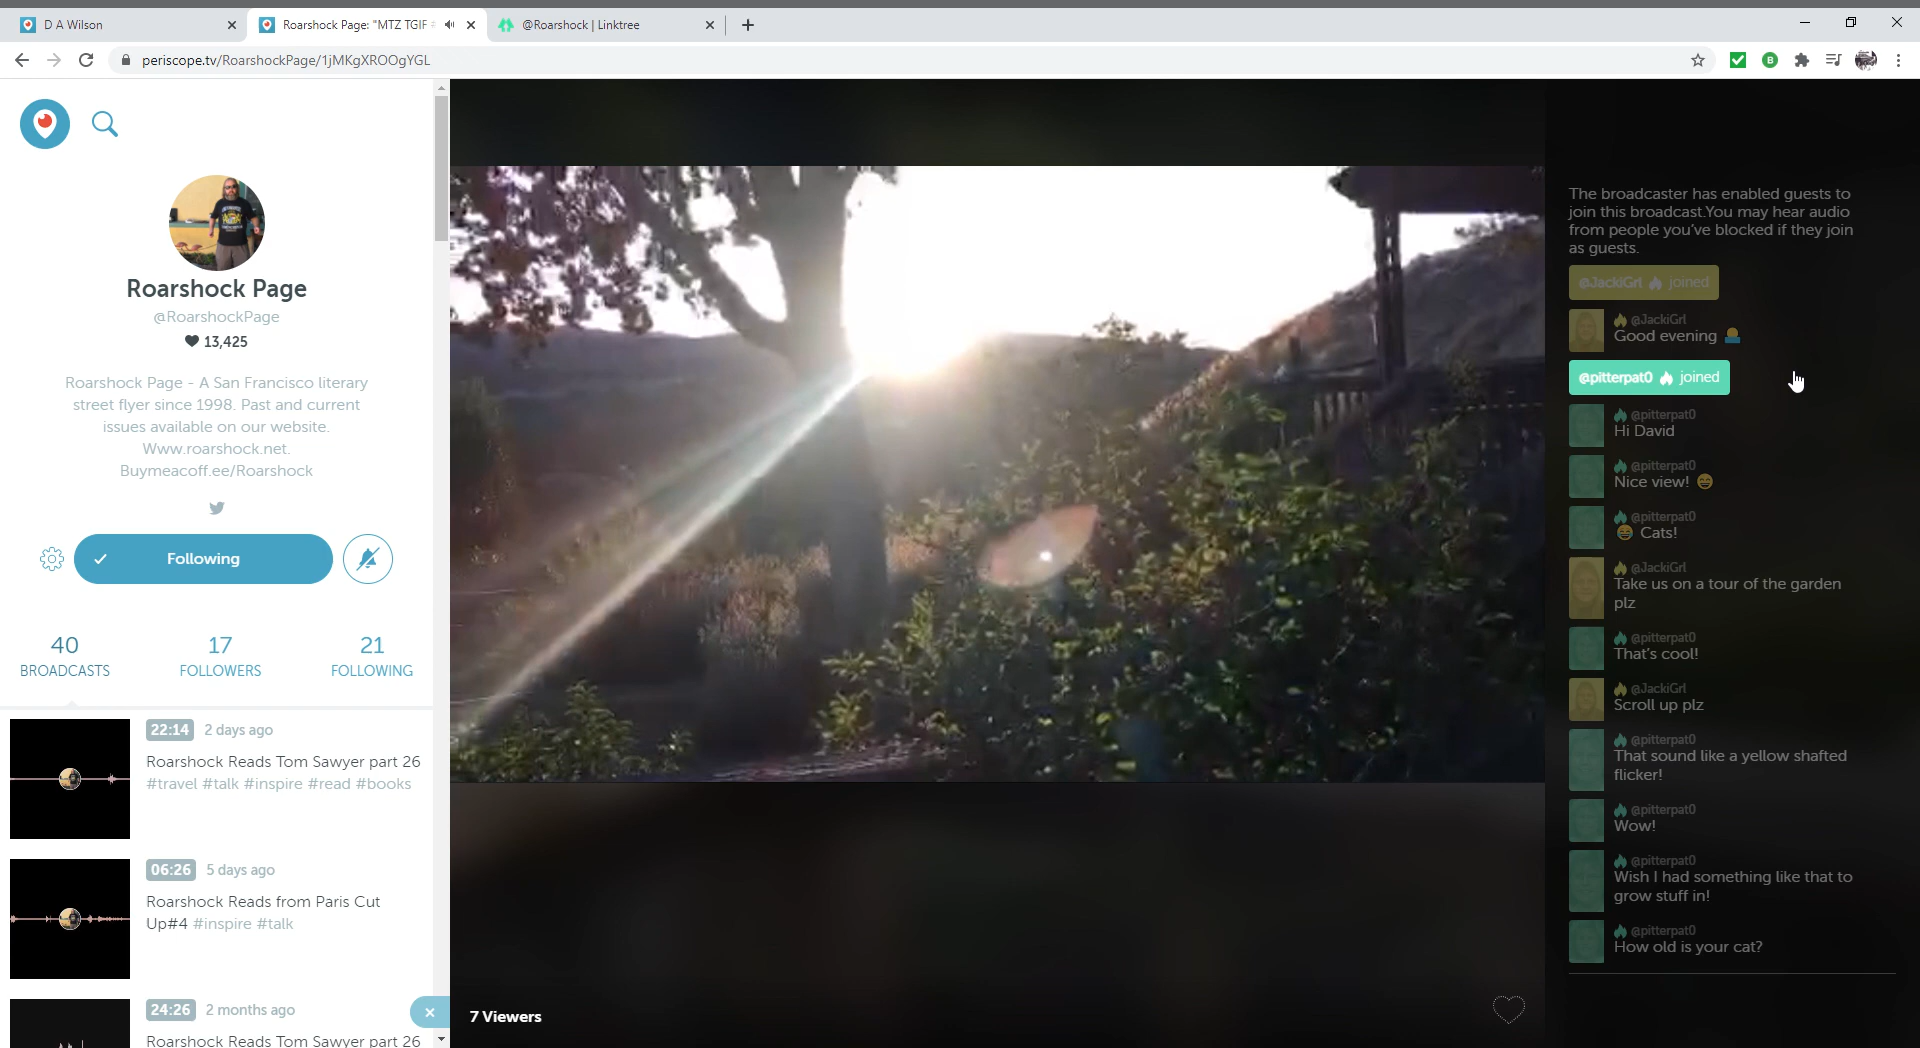 D A Wilson
Roarshock Page: "MTZ TGIF
@Roarshock | Linktree
periscope.tv/RoarshockPage/1jMKgXROOgYGL
B
Roarshock Page
@RoarshockPage
13,425
Roarshock Page - A San Francisco literary
street flyer since 1998. Past and current
issues available on our website.
Www.roarshock.net.
Buymeacoff.ee/Roarshock
Following
40
BROADCASTS
17
FOLLOWERS
21
FOLLOWING
22:14 2 days ago
Roarshock Reads Tom Sawyer part 26
#travel #talk #inspire #read #books
06:26 5 days ago
Roarshock Reads from Paris Cut
Up#4 #inspire #talk
24:26 2 months ago
Roarshock Reads Tom Sawyer part 26
7 Viewers
The broadcaster has enabled guests to
join this broadcast.You may hear audio
from people you've blocked if they join
as guests.
@JackiGrl joined
@JackiGrl
Good evening
@pitterpat0 joined
@pitterpat0
Hi David
@pitterpat0
Nice view!
@pitterpat0
Cats!
@JackiGrl
Take us on a tour of the garden
plz
@pitterpat0
That's cool!
@JackiGrl
Scroll up plz
@pitterpat0
That sound like a yellow shafted
flicker!
@pitterpat0
Wow!
@pitterpat0
Wish I had something like that to
grow stuff in!
@pitterpat0
How old is your cat?